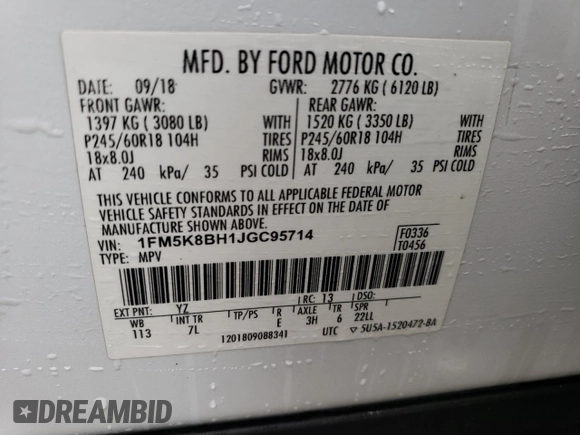 MFD. BY FORD MOTOR CO.
DATE: 09/18 GVWR: 2776 KG ( 6120 LB)
FRONT GAWR: REAR GAWR:
1397 KG ( 3080 LB) 1520 KG ( 3350 LB)
P245/60R18 104H TIRES P245/60R18 104H TIRES
18x8.0J RIMS 18x8.0J RIMS
AT 240 kPa/ 35 PSI COLD AT 240 kPa/ 35 PSI COLD
THIS VEHICLE CONFORMS TO ALL APPLICABLE FEDERAL MOTOR
VEHICLE SAFETY STANDARDS IN EFFECT ON THE DATE OF
MANUFACTURE SHOWN ABOVE.
VIN: 1FM5K8BH1JGC95714 F0336
TYPE: MPV T0456
EXT PNT: YZ RC: 13 DSO:
WB INT TR TP/PS R AXLE TR SPR
113 7L E 3H 6 22LL
1201809088341 UTC ▽ 5U5A-1520472-BA
DREAMBID